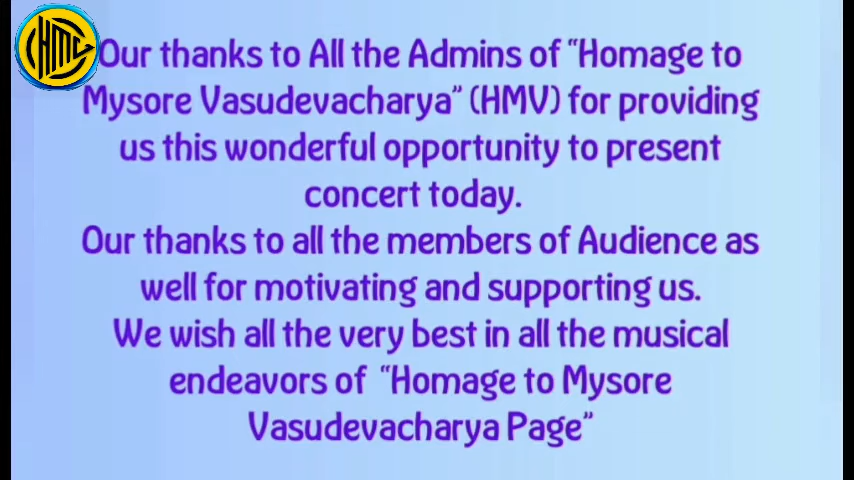 HMC
Our thanks to All the Admins of “Homage to
Mysore Vasudevacharya” (HMV) for providing
us this wonderful opportunity to present
concert today.
Our thanks to all the members of Audience as
well for motivating and supporting us.
We wish all the very best in all the musical
endeavors of “Homage to Mysore
Vasudevacharya Page”